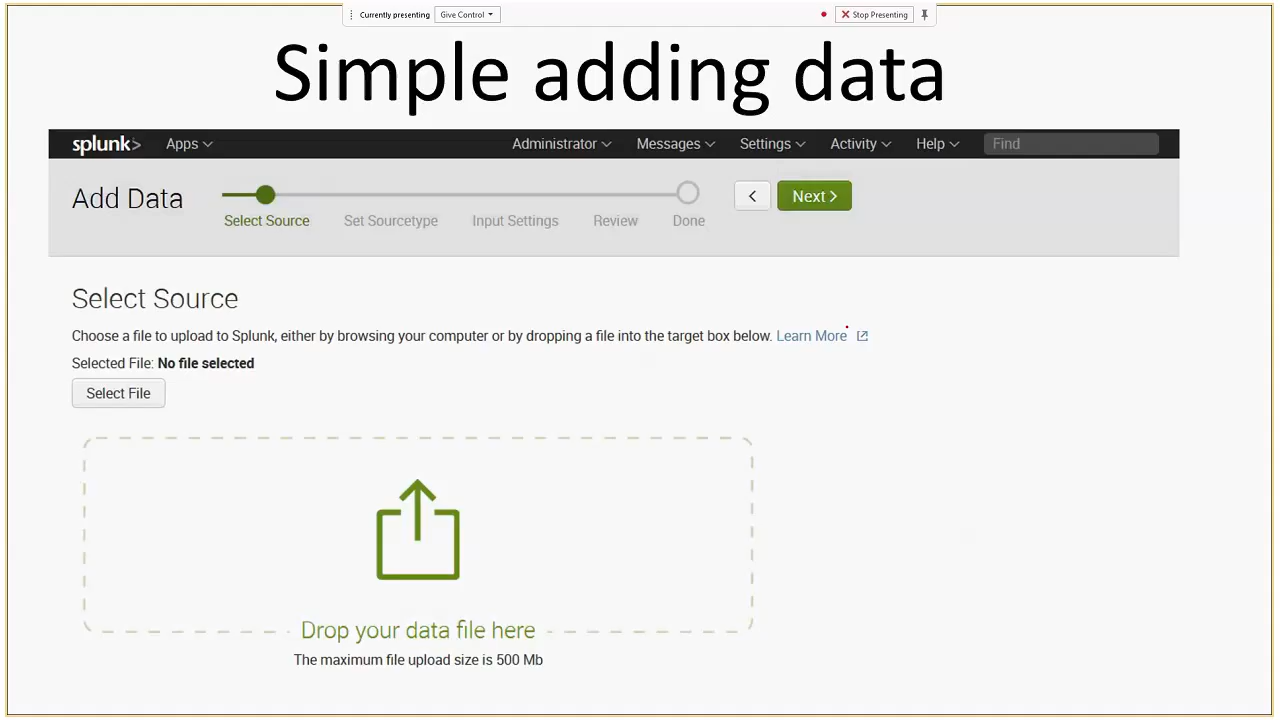 Currently presenting Give Control Stop Presenting
Simple adding data
splunk> Apps Administrator Messages Settings Activity Help Find
Add Data Next
Select Source Set Sourcetype Input Settings Review Done
Select Source
Choose a file to upload to Splunk, either by browsing your computer or by dropping a file into the target box below. Learn More
Selected File: No file selected
Select File
Drop your data file here
The maximum file upload size is 500 Mb